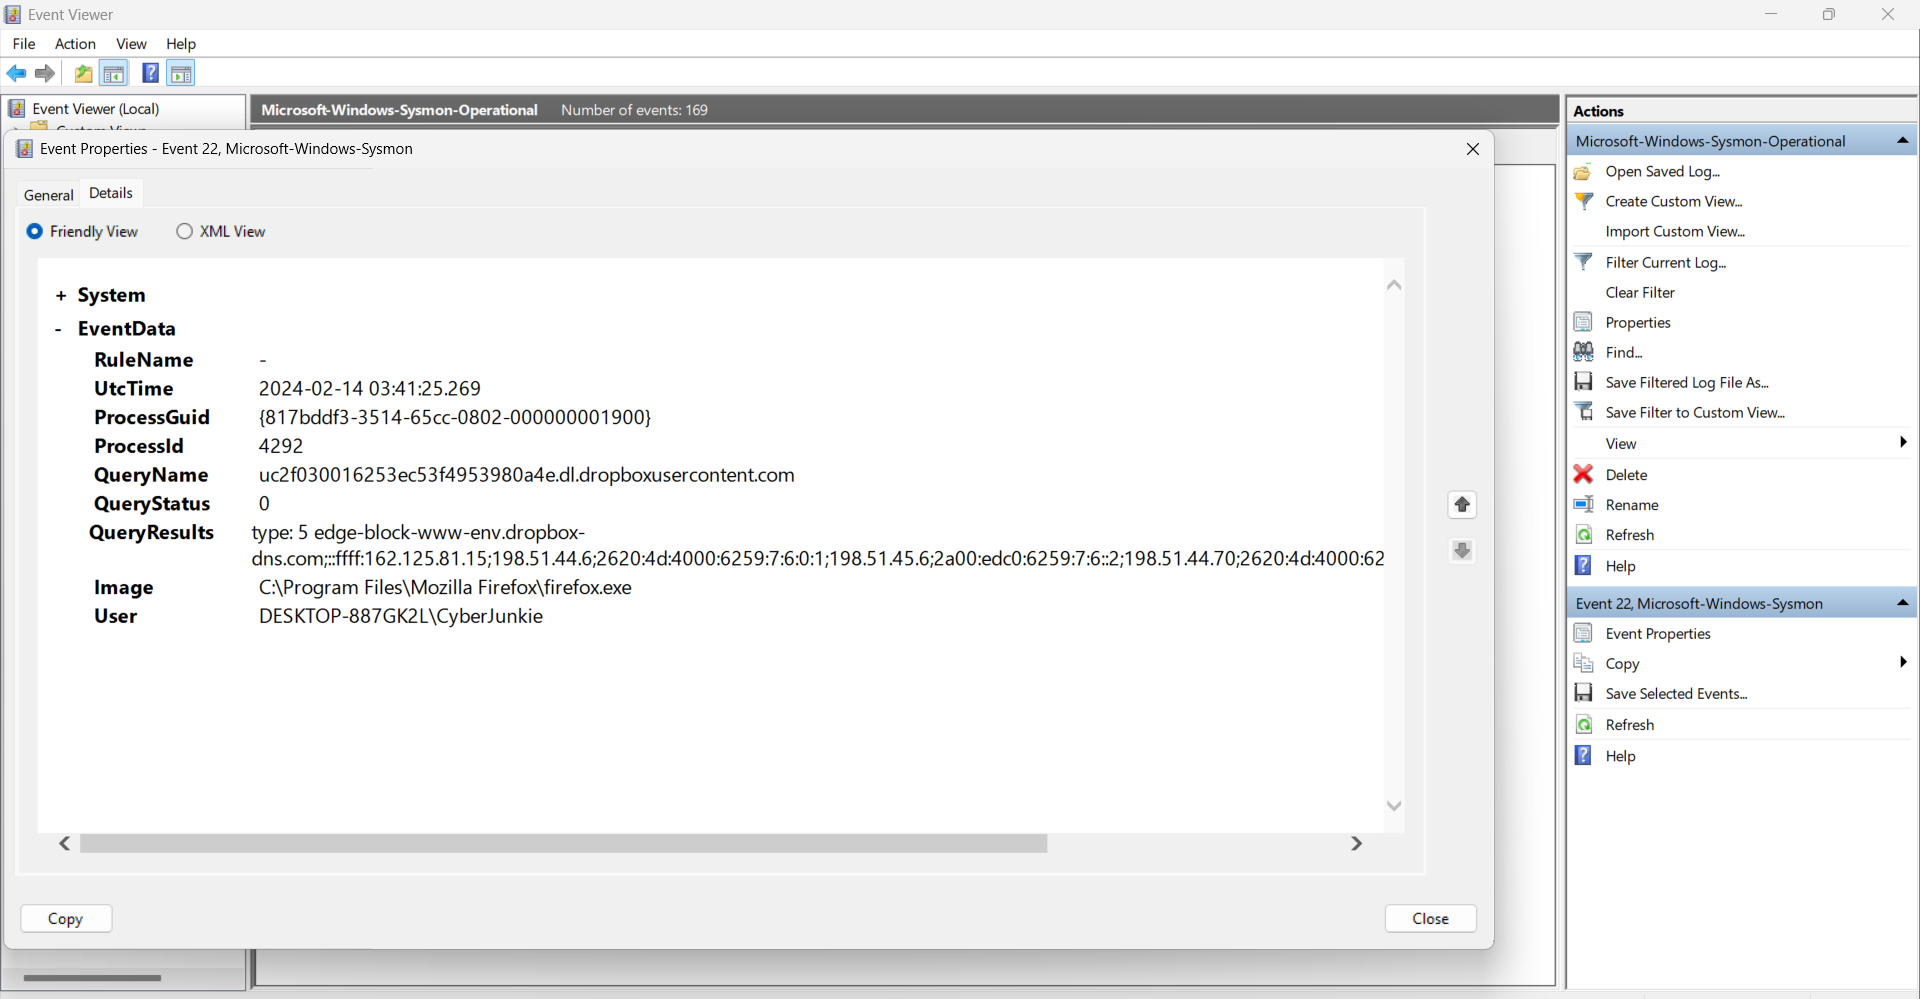 Event Viewer
File Action View Help
Event Viewer (Local)
Microsoft-Windows-Sysmon-Operational Number of events: 169
Event Properties - Event 22, Microsoft-Windows-Sysmon
General Details
Friendly View XML View
+ System
- EventData
RuleName -
UtcTime 2024-02-14 03:41:25.269
ProcessGuid {817bddf3-3514-65cc-0802-000000001900}
ProcessId 4292
QueryName uc2f030016253ec53f4953980a4e.dl.dropboxusercontent.com
QueryStatus 0
QueryResults type: 5 edge-block-www-env.dropbox-
dns.com;::ffff:162.125.81.15;198.51.44.6;2620:4d:4000:6259:7:6:0:1;198.51.45.6;2a00:edc0:6259:7:6::2;198.51.44.70;2620:4d:4000:62
Image C:\Program Files\Mozilla Firefox\firefox.exe
User DESKTOP-887GK2L\CyberJunkie
Copy Close
Actions
Microsoft-Windows-Sysmon-Operational
Open Saved Log...
Create Custom View...
Import Custom View...
Filter Current Log...
Clear Filter
Properties
Find...
Save Filtered Log File As...
Save Filter to Custom View...
View
Delete
Rename
Refresh
Help
Event 22, Microsoft-Windows-Sysmon
Event Properties
Copy
Save Selected Events...
Refresh
Help